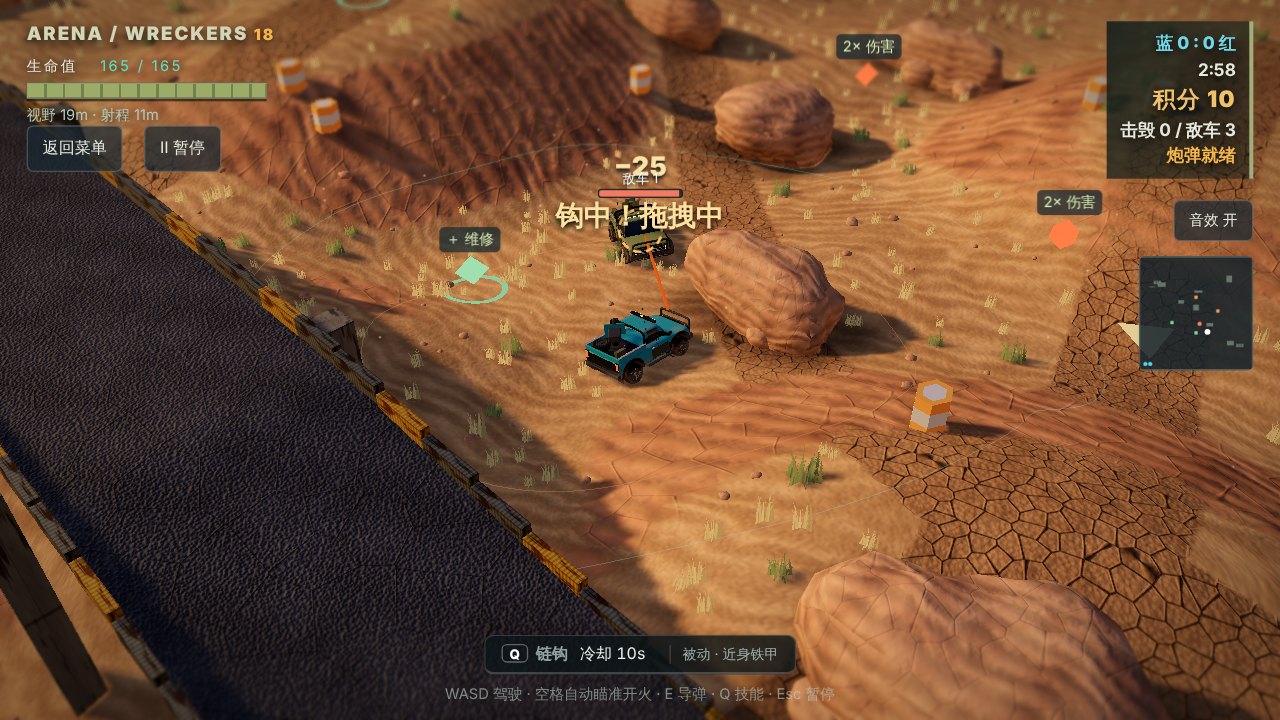 ARENA / WRECKERS 18
生命值 165 / 165
视野 19m · 射程 11m
返回菜单
II 暂停
蓝 0 : 0 红
2:58
积分 10
击毁 0 / 敌车 3
炮弹就绪
音效 开
2× 伤害
2× 伤害
-25
敌车 1
钩中！拖拽中
+ 维修
Q 链钩 冷却 10s 被动 · 近身铁甲
WASD 驾驶 · 空格自动瞄准开火 · E 导弹 · Q 技能 · Esc 暂停